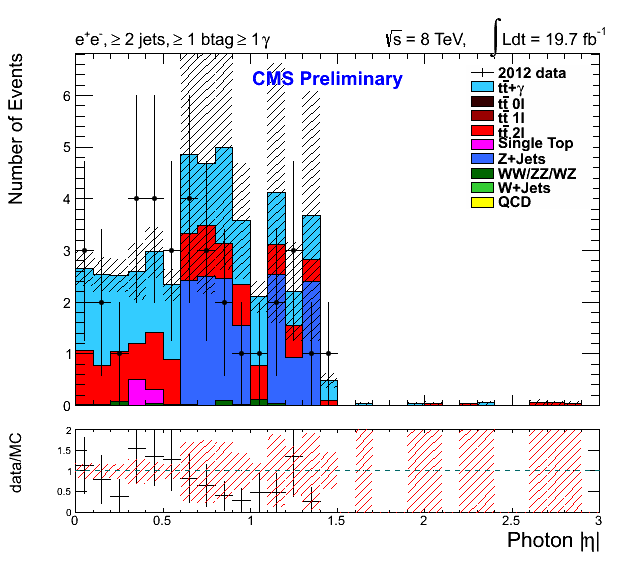 e⁺e⁻, ≥ 2 jets, ≥ 1 btag ≥ 1γ
√s = 8 TeV, ∫Ldt = 19.7 fb⁻¹
CMS Preliminary
2012 data
tt̄+γ
tt̄ 0l
tt̄ 1l
tt̄ 2l
Single Top
Z+Jets
WW/ZZ/WZ
W+Jets
QCD
Number of Events
6
5
4
3
2
1
0
data/MC
2
1.5
1
0.5
0
0 0.5 1 1.5 2 2.5 3
Photon |η|